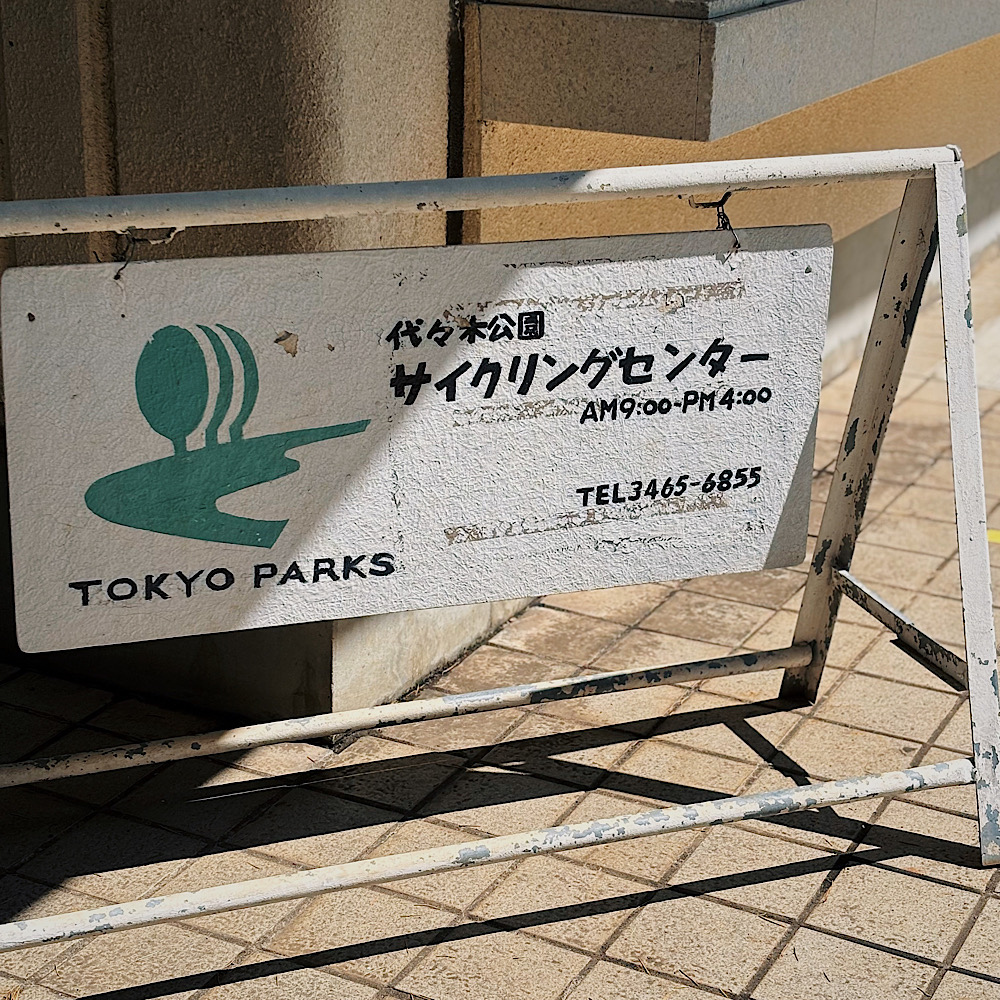 代々木公園
サイクリングセンター
AM9:00-PM4:00
TEL3465-6855
TOKYO PARKS